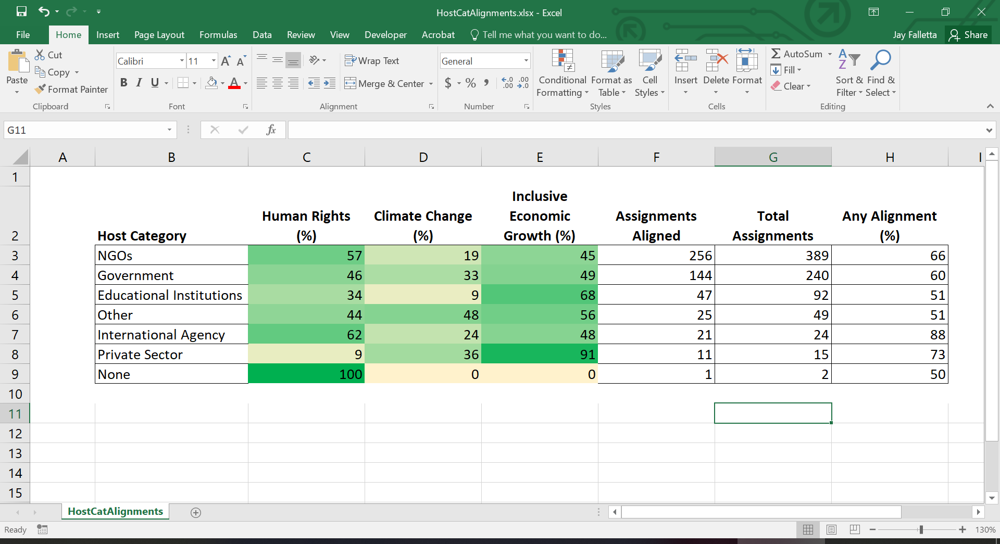 HostCatAlignments.xlsx - Excel
File Home Insert Page Layout Formulas Data Review View Developer Acrobat Tell me what you want to do... Jay Falletta Share
Paste
Cut
Copy
Format Painter
Clipboard
Calibri 11
B I U
Font
Wrap Text
Merge & Center
Alignment
General
$ % ,
Number
Conditional Formatting
Format as Table
Cell Styles
Styles
Insert Delete Format
Cells
AutoSum
Fill
Clear
Sort & Filter
Find & Select
Editing
G11 fx
A B C D E F G H I
1
2 Host Category Human Rights (%) Climate Change (%) Inclusive Economic Growth (%) Assignments Aligned Total Assignments Any Alignment (%)
3 NGOs 57 19 45 256 389 66
4 Government 46 33 49 144 240 60
5 Educational Institutions 34 9 68 47 92 51
6 Other 44 48 56 25 49 51
7 International Agency 62 24 48 21 24 88
8 Private Sector 9 36 91 11 15 73
9 None 100 0 0 1 2 50
10
11
12
13
14
15
HostCatAlignments
Ready 130%